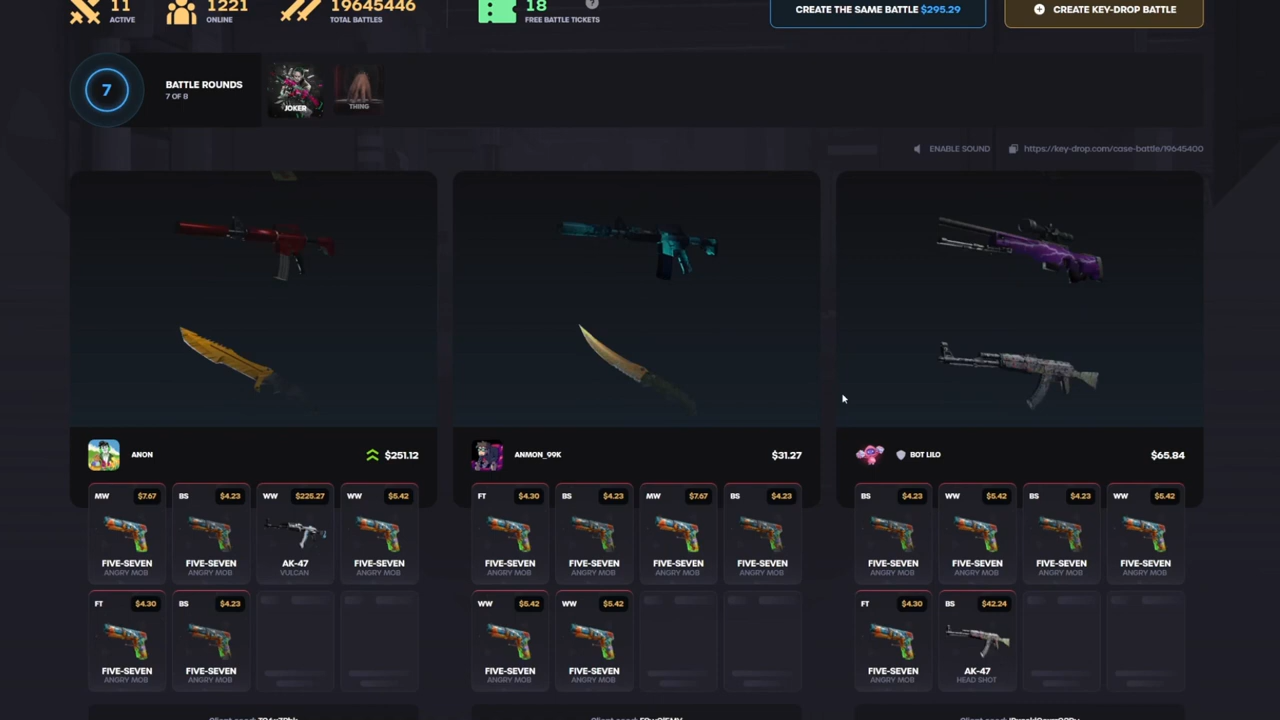 11
ACTIVE
1221
ONLINE
19645446
TOTAL BATTLES
18
?
FREE BATTLE TICKETS
CREATE THE SAME BATTLE $295.29
CREATE KEY-DROP BATTLE
7
BATTLE ROUNDS
7 OF 8
JOKER
THING
ENABLE SOUND
https://key-drop.com/case-battle/19645400
ANON
$251.12
ANMON_99K
$31.27
BOT LILO
$65.84
MW $7.67
BS $4.23
WW $225.27
WW $5.42
FT $4.30
BS $4.23
MW $7.67
BS $4.23
BS $4.23
WW $5.42
BS $4.23
WW $5.42
FIVE-SEVEN
ANGRY MOB
FIVE-SEVEN
ANGRY MOB
AK-47
VULCAN
FIVE-SEVEN
ANGRY MOB
FIVE-SEVEN
ANGRY MOB
FIVE-SEVEN
ANGRY MOB
FIVE-SEVEN
ANGRY MOB
FIVE-SEVEN
ANGRY MOB
FIVE-SEVEN
ANGRY MOB
FIVE-SEVEN
ANGRY MOB
FIVE-SEVEN
ANGRY MOB
FIVE-SEVEN
ANGRY MOB
FT $4.30
BS $4.23
WW $5.42
WW $5.42
FT $4.30
BS $42.24
FIVE-SEVEN
ANGRY MOB
FIVE-SEVEN
ANGRY MOB
FIVE-SEVEN
ANGRY MOB
FIVE-SEVEN
ANGRY MOB
FIVE-SEVEN
ANGRY MOB
AK-47
HEAD SHOT